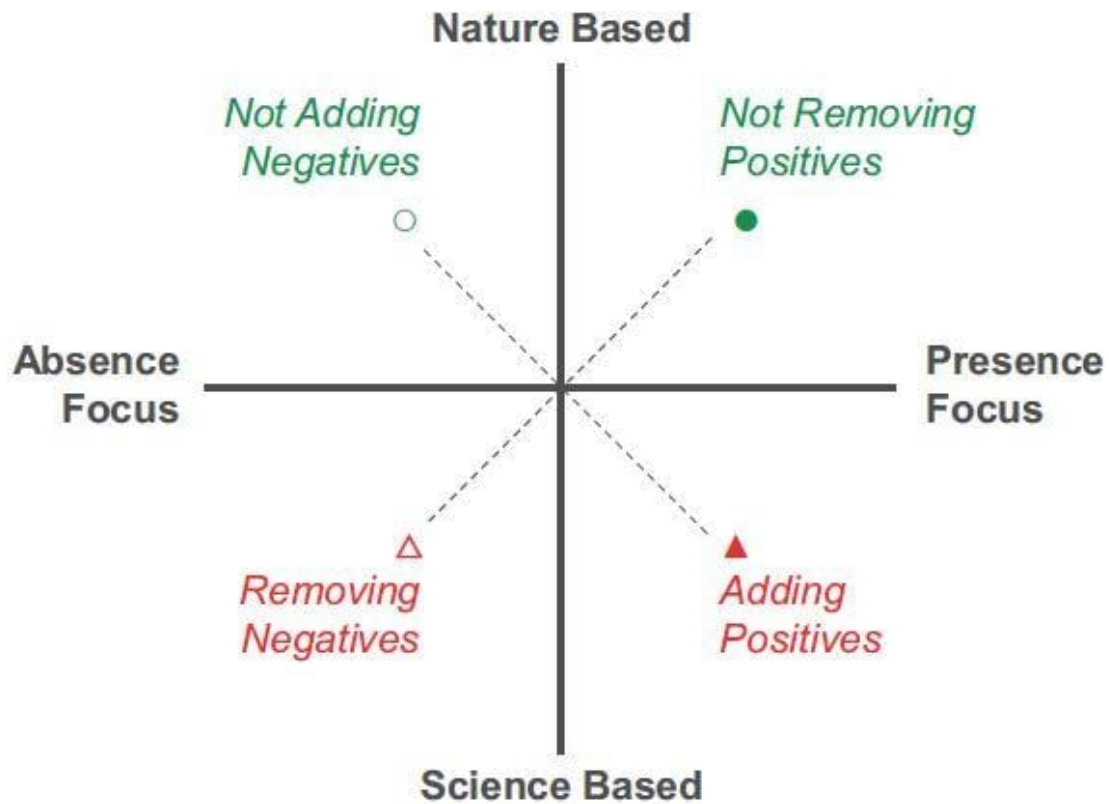 Nature Based
Not Adding
Negatives
Not Removing
Positives
Absence
Focus
Presence
Focus
Removing
Negatives
Adding
Positives
Science Based